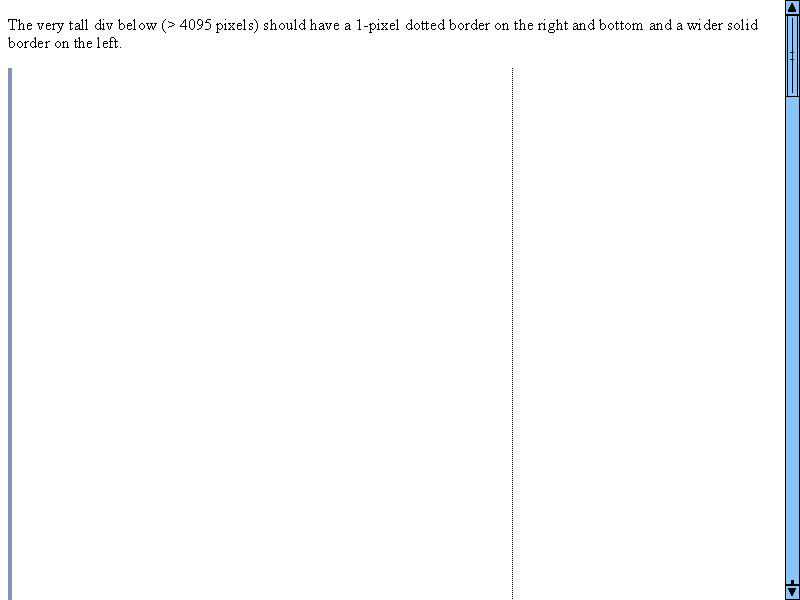 The very tall div below (> 4095 pixels) should have a 1-pixel dotted border on the right and bottom and a wider solid
border on the left.